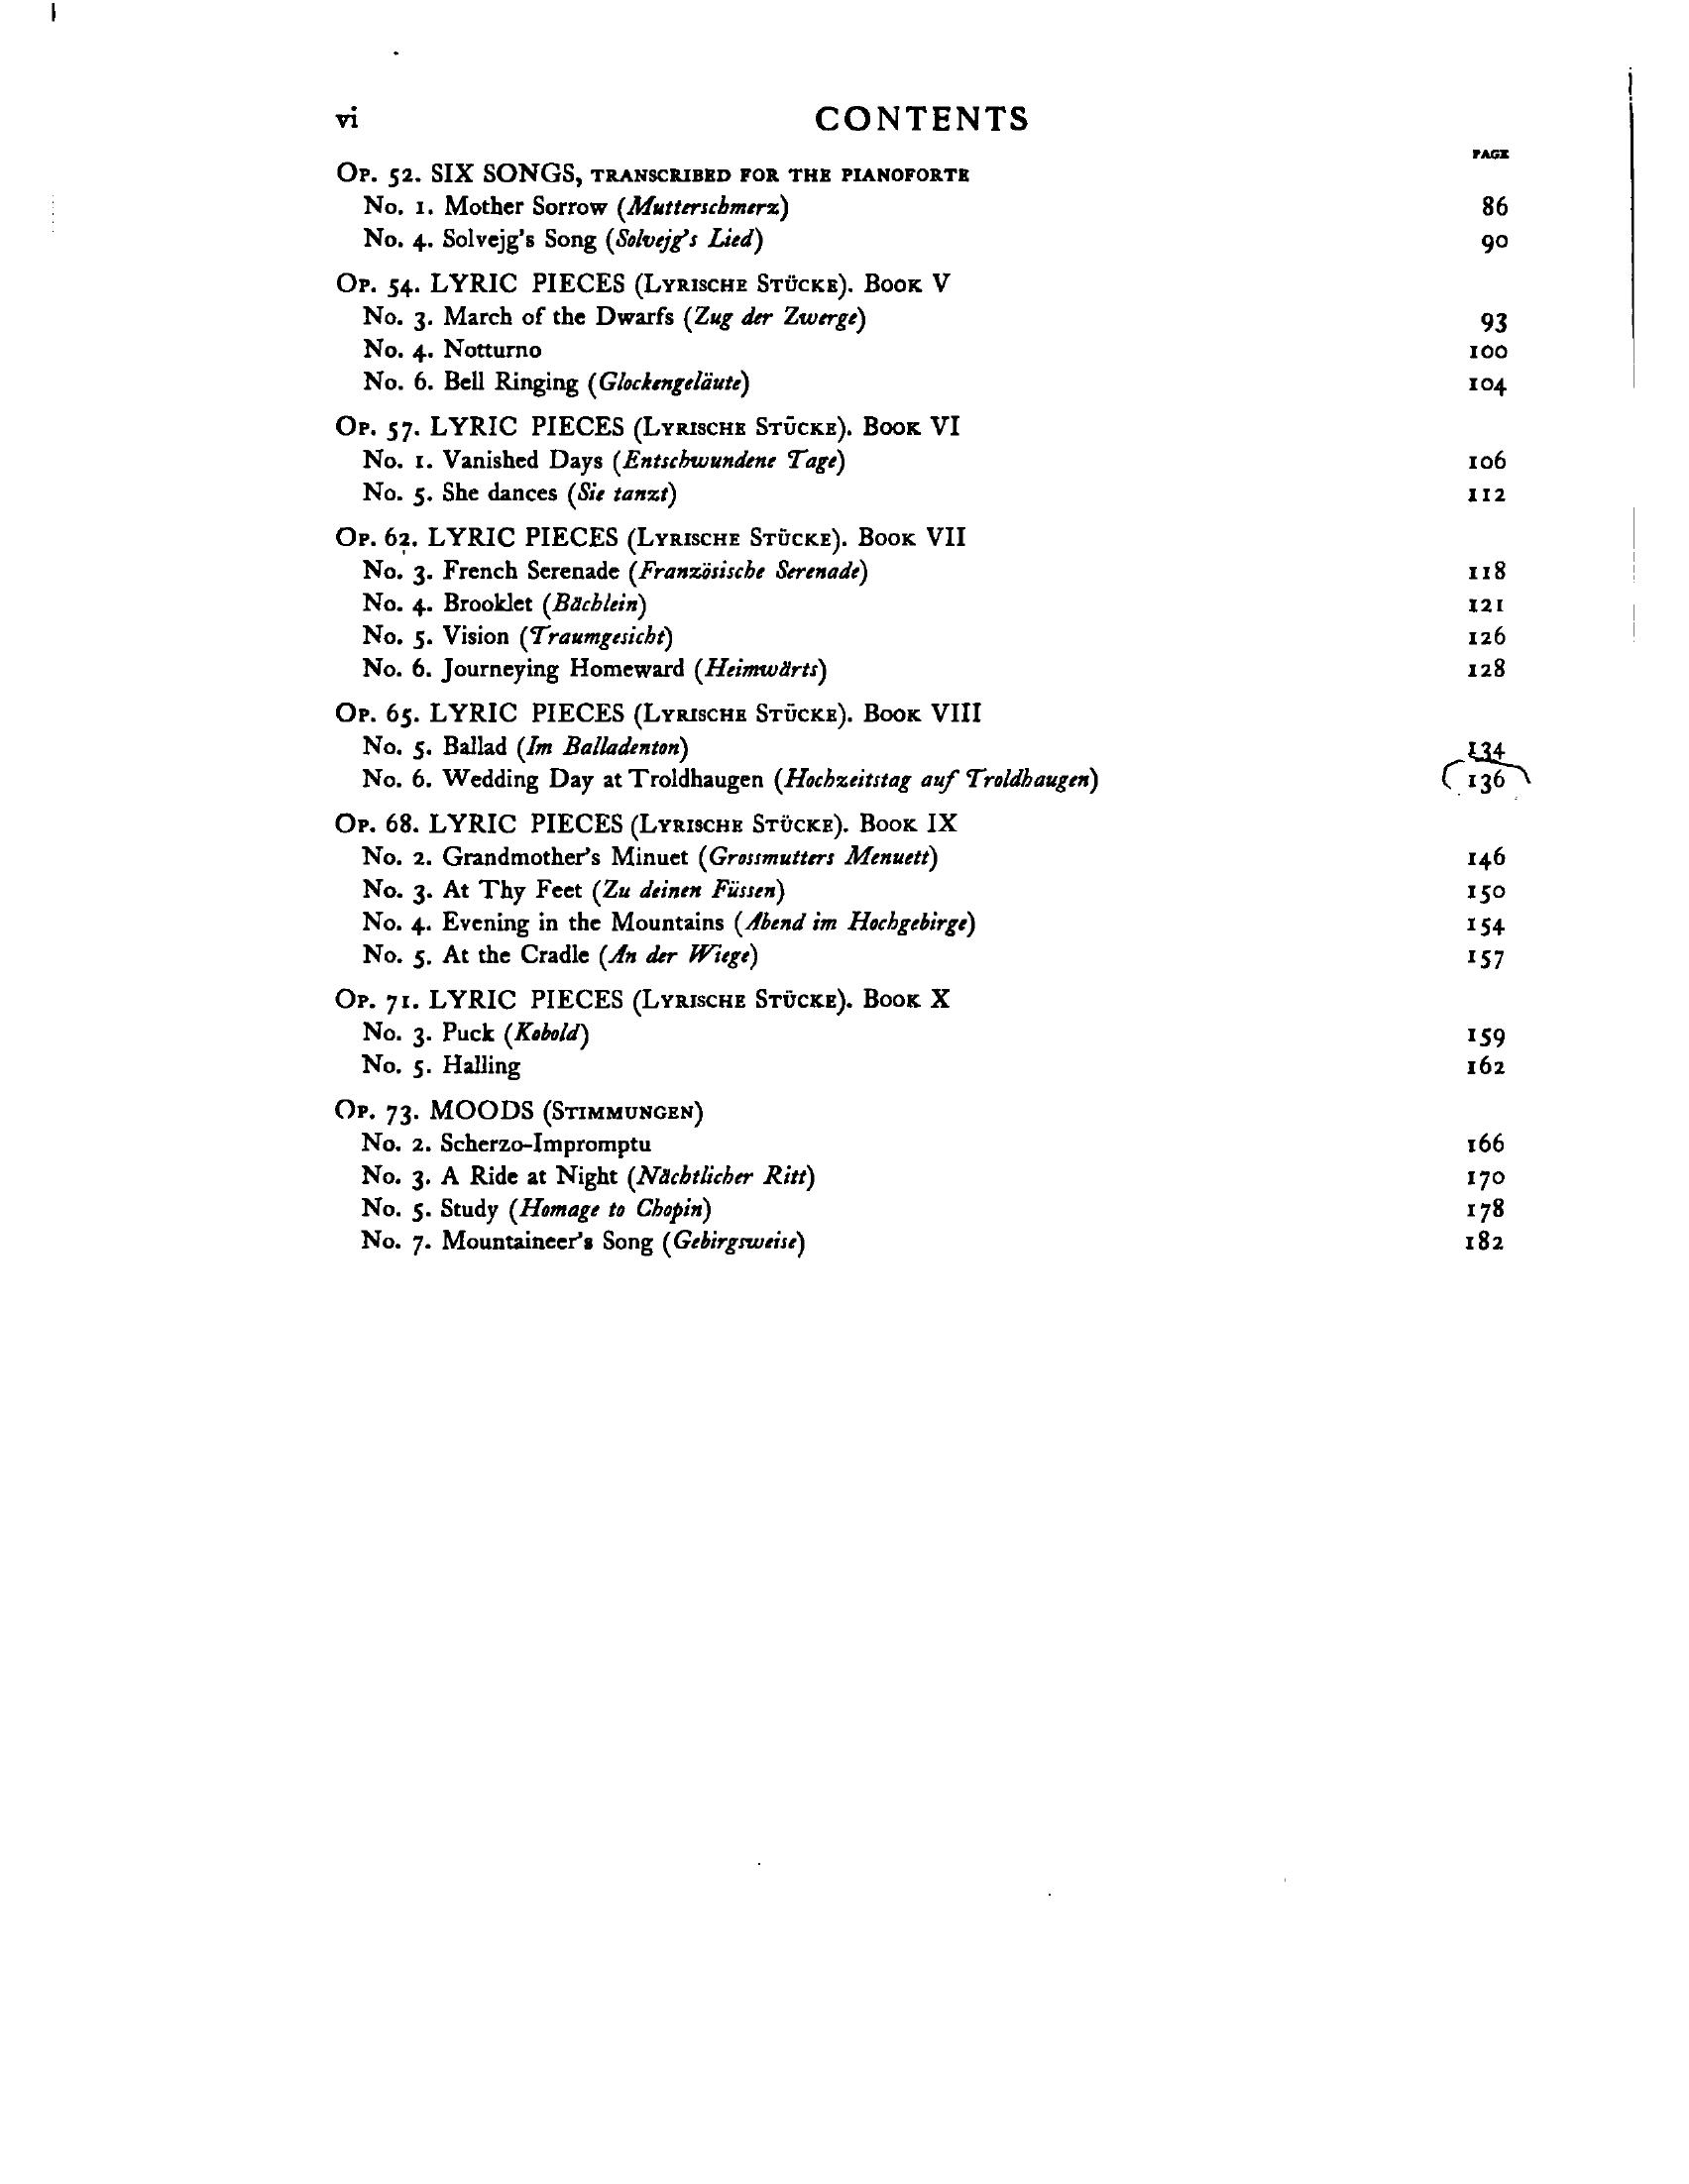 vi
CONTENTS
PAGE
Op. 52. SIX SONGS, TRANSCRIBED FOR THE PIANOFORTE
No. 1. Mother Sorrow (Mutterschmerz) 86
No. 4. Solvejg's Song (Solvejg's Lied) 90
Op. 54. LYRIC PIECES (Lyrische Stücke). Book V
No. 3. March of the Dwarfs (Zug der Zwerge) 93
No. 4. Notturno 100
No. 6. Bell Ringing (Glockengeläute) 104
Op. 57. LYRIC PIECES (Lyrische Stücke). Book VI
No. 1. Vanished Days (Entschwundene Tage) 106
No. 5. She dances (Sie tanzt) 112
Op. 62. LYRIC PIECES (Lyrische Stücke). Book VII
No. 3. French Serenade (Französische Serenade) 118
No. 4. Brooklet (Bächlein) 121
No. 5. Vision (Traumgesicht) 126
No. 6. Journeying Homeward (Heimwärts) 128
Op. 65. LYRIC PIECES (Lyrische Stücke). Book VIII
No. 5. Ballad (Im Balladenton) 134
No. 6. Wedding Day at Troldhaugen (Hochzeitstag auf Troldhaugen) 136
Op. 68. LYRIC PIECES (Lyrische Stücke). Book IX
No. 2. Grandmother's Minuet (Grossmutters Menuett) 146
No. 3. At Thy Feet (Zu deinen Füssen) 150
No. 4. Evening in the Mountains (Abend im Hochgebirge) 154
No. 5. At the Cradle (An der Wiege) 157
Op. 71. LYRIC PIECES (Lyrische Stücke). Book X
No. 3. Puck (Kobold) 159
No. 5. Halling 162
Op. 73. MOODS (Stimmungen)
No. 2. Scherzo-Impromptu 166
No. 3. A Ride at Night (Nächtlicher Ritt) 170
No. 5. Study (Homage to Chopin) 178
No. 7. Mountaineer's Song (Gebirgsweise) 182